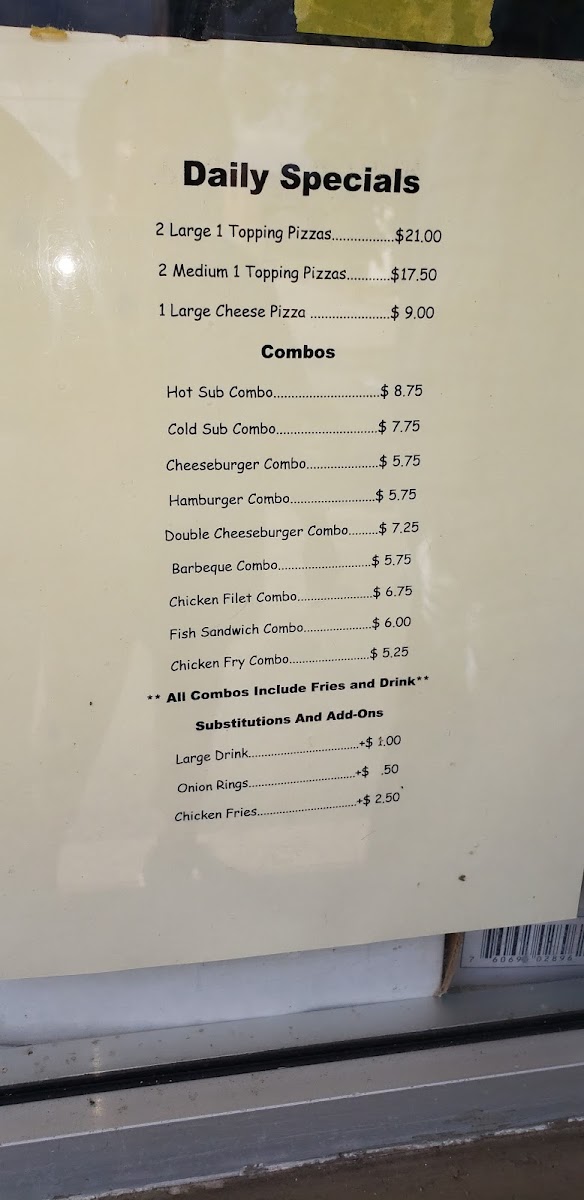 Daily Specials
2 Large 1 Topping Pizzas.................$21.00
2 Medium 1 Topping Pizzas............$17.50
1 Large Cheese Pizza ......................$ 9.00
Combos
Hot Sub Combo..............................$ 8.75
Cold Sub Combo............................$ 7.75
Cheeseburger Combo....................$ 5.75
Hamburger Combo........................$ 5.75
Double Cheeseburger Combo........$ 7.25
Barbeque Combo..........................$ 5.75
Chicken Filet Combo.....................$ 6.75
Fish Sandwich Combo...................$ 6.00
Chicken Fry Combo.......................$ 5.25
** All Combos Include Fries and Drink**
Substitutions And Add-Ons
Large Drink...............................+$ 1.00
Onion Rings..............................+$ .50
Chicken Fries............................+$ 2.50